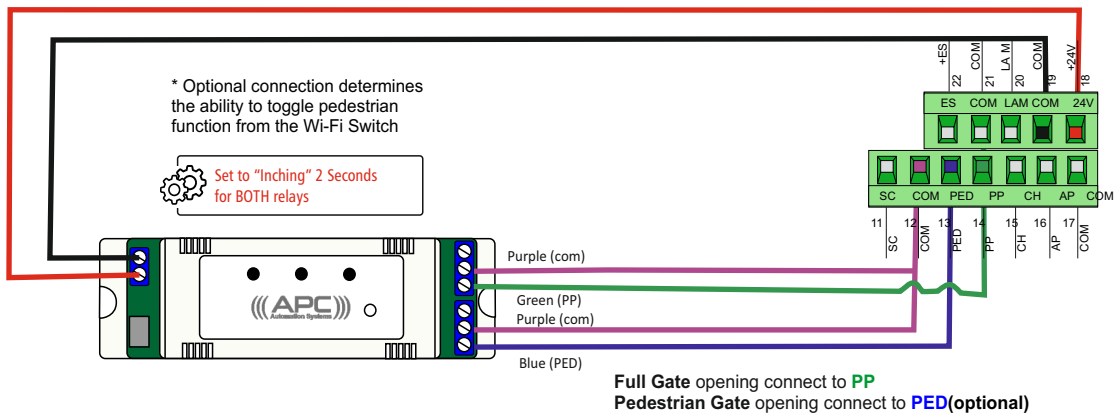 * Optional connection determines
the ability to toggle pedestrian
function from the Wi-Fi Switch
Set to “Inching” 2 Seconds
for BOTH relays
+ES COM LA M COM +24V
22 21 20 19 18
ES COM LAM COM 24V
SC COM PED PP CH AP COM
11 12 13 14 15 16 17
SC COM PED PP CH AP COM
Purple (com)
Green (PP)
Purple (com)
Blue (PED)
(((APC)))
Automation Systems
Full Gate opening connect to PP
Pedestrian Gate opening connect to PED(optional)